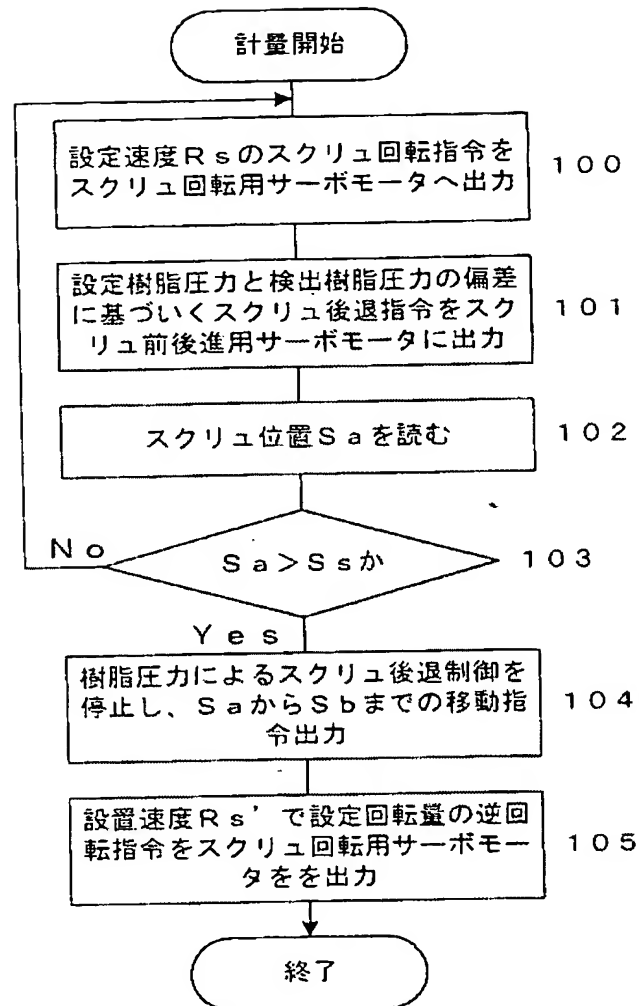 計量開始
設定速度Rsのスクリュ回転指令を
スクリュ回転用サーボモータへ出力
100
設定樹脂圧力と検出樹脂圧力の偏差
に基づいくスクリュ後退指令をスク
リュ前後進用サーボモータに出力
101
スクリュ位置Saを読む
102
No
Sa>Ssか
103
Yes
樹脂圧力によるスクリュ後退制御を
停止し、SaからSbまでの移動指
令出力
104
設置速度Rs'で設定回転量の逆回
転指令をスクリュ回転用サーボモー
タをを出力
105
終了